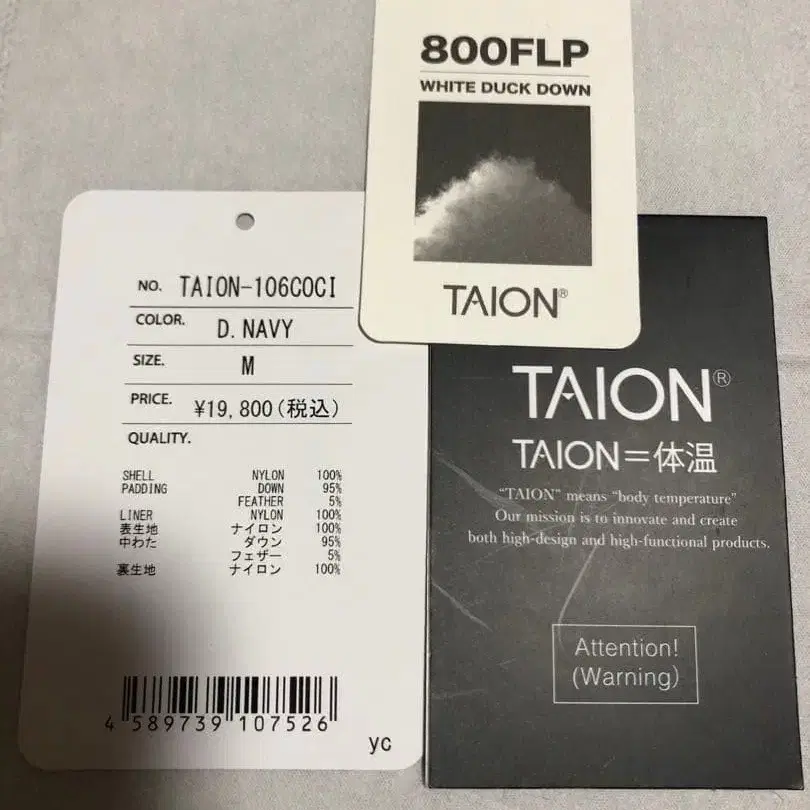 800FLP
WHITE DUCK DOWN
TAION®
NO. TAION-106COCI
COLOR. D. NAVY
SIZE. M
PRICE. ¥19,800(税込)
QUALITY.
SHELL NYLON 100%
PADDING DOWN 95%
FEATHER 5%
LINER NYLON 100%
表生地 ナイロン 100%
中わた ダウン 95%
フェザー 5%
裏生地 ナイロン 100%
4 589739 107526
yc
TAION®
TAION=体温
"TAION" means "body temperature"
Our mission is to innovate and create
both high-design and high-functional products.
Attention!
(Warning)